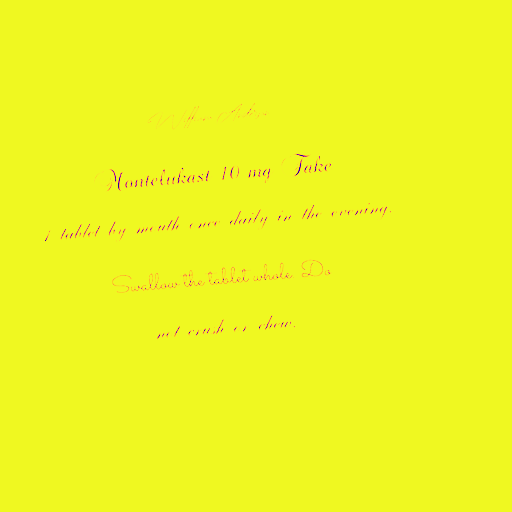 Montelukast 10 mg Take
1 tablet by mouth once daily in the evening.
Swallow the tablet whole. Do
not crush or chew.